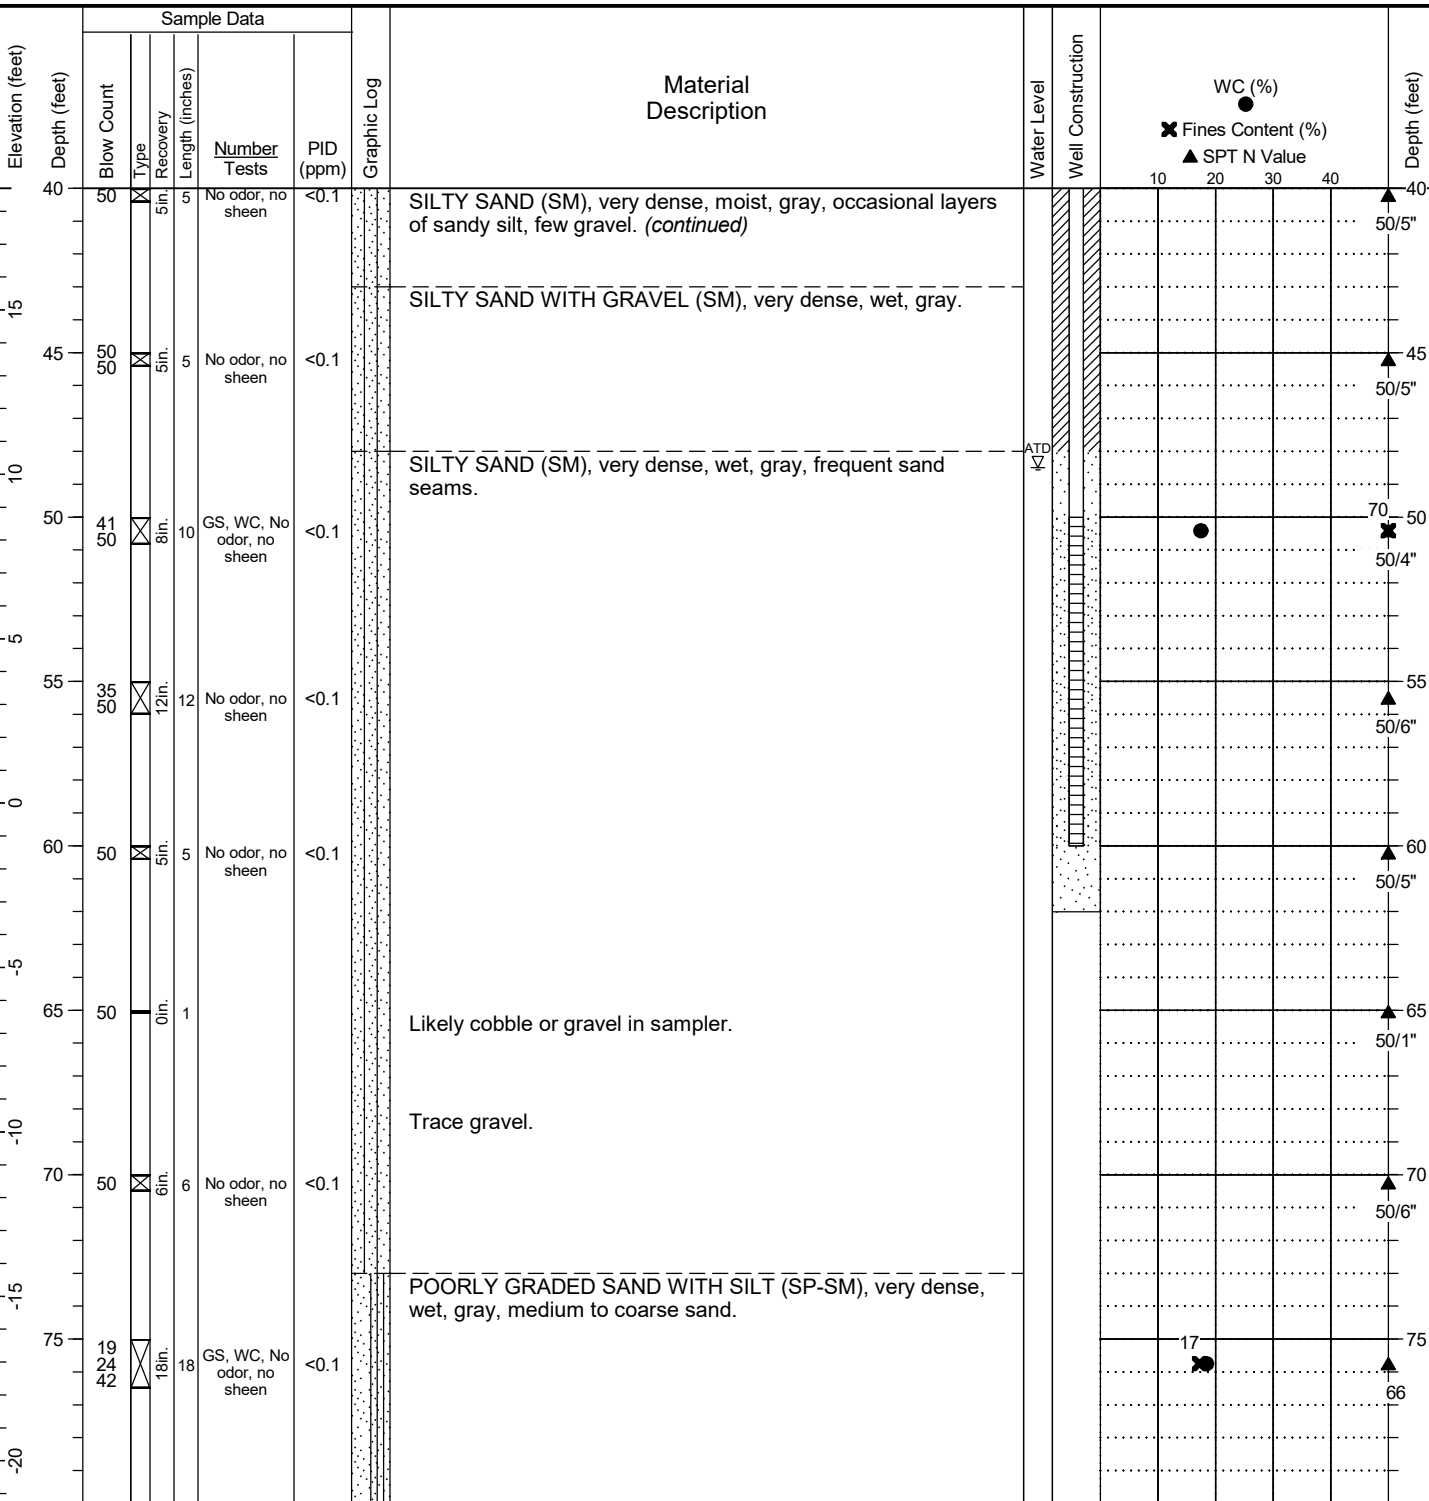 Sample Data
Elevation (feet)
Depth (feet)
Blow Count
Type
Recovery
Length (inches)
Number
Tests
PID
(ppm)
Graphic Log
Material
Description
Water Level
Well Construction
WC (%)
Fines Content (%)
SPT N Value
10 20 30 40
Depth (feet)
40
50
5in.
5
No odor, no
sheen
<0.1
SILTY SAND (SM), very dense, moist, gray, occasional layers
of sandy silt, few gravel. (continued)
40
50/5"
15
SILTY SAND WITH GRAVEL (SM), very dense, wet, gray.
45
50
50
5in.
5
No odor, no
sheen
<0.1
45
50/5"
10
SILTY SAND (SM), very dense, wet, gray, frequent sand
seams.
ATD
50
41
50
8in.
10
GS, WC, No
odor, no
sheen
<0.1
70
50
50/4"
5
55
35
50
12in.
12
No odor, no
sheen
<0.1
55
50/6"
0
60
50
5in.
5
No odor, no
sheen
<0.1
60
50/5"
-5
65
50
0in.
1
Likely cobble or gravel in sampler.
65
50/1"
-10
Trace gravel.
70
50
6in.
6
No odor, no
sheen
<0.1
70
50/6"
-15
POORLY GRADED SAND WITH SILT (SP-SM), very dense,
wet, gray, medium to coarse sand.
75
19
24
42
18in.
18
GS, WC, No
odor, no
sheen
<0.1
17
75
66
-20